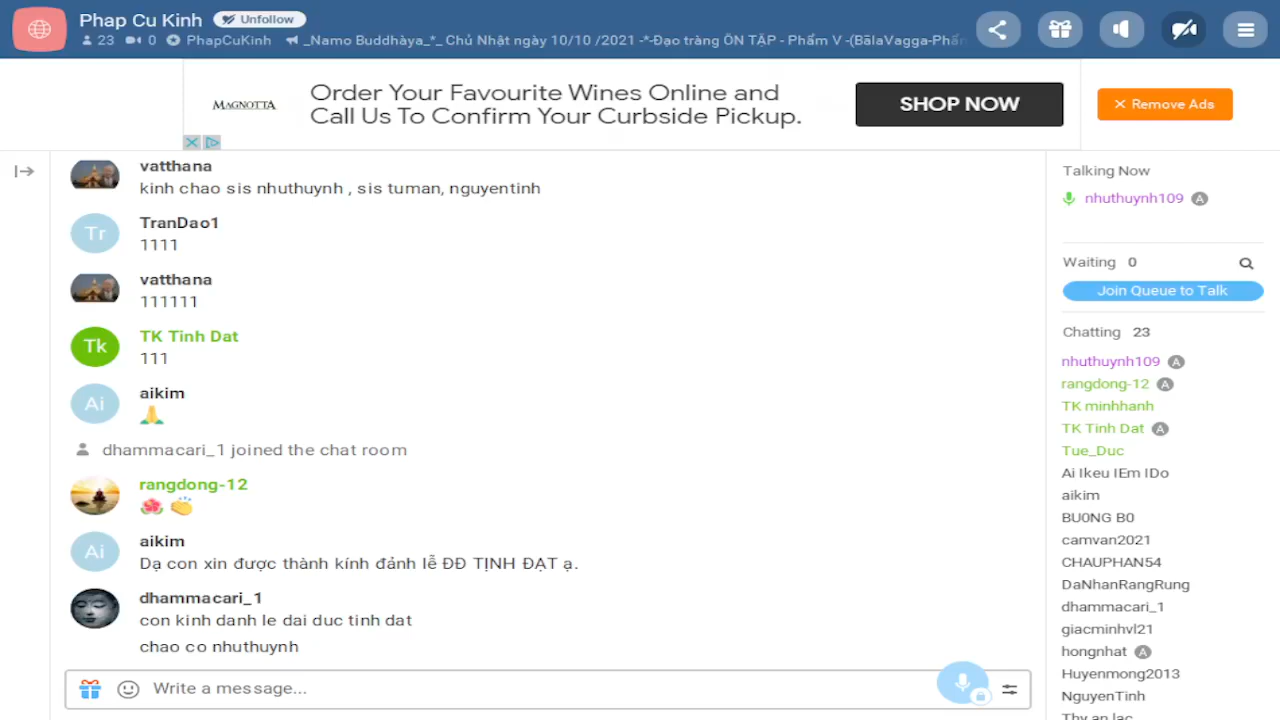 Phap Cu Kinh Unfollow
23 0 PhapCuKinh _Namo Buddhàya_*_ Chủ Nhật ngày 10/10 /2021 -*-Đạo tràng ÔN TẬP - Phẩm V -(BālaVagga-Phẩm
MAGNOTTA
Order Your Favourite Wines Online and
Call Us To Confirm Your Curbside Pickup.
SHOP NOW
Remove Ads
vatthana
kinh chao sis nhuthuynh , sis tuman, nguyentinh
TranDao1
Tr
1111
vatthana
111111
TK Tinh Dat
Tk
111
aikim
Ai
dhammacari_1 joined the chat room
rangdong-12
aikim
Ai
Dạ con xin được thành kính đảnh lễ ĐĐ TỊNH ĐẠT ạ.
dhammacari_1
con kinh danh le dai duc tinh dat
chao co nhuthuynh
Write a message...
Talking Now
nhuthuynh109 A
Waiting 0
Join Queue to Talk
Chatting 23
nhuthuynh109 A
rangdong-12 A
TK minhhanh
TK Tinh Dat A
Tue_Duc
Ai Ikeu IEm IDo
aikim
BU0NG B0
camvan2021
CHAUPHAN54
DaNhanRangRung
dhammacari_1
giacminhvl21
hongnhat A
Huyenmong2013
NguyenTinh
Thy an lac